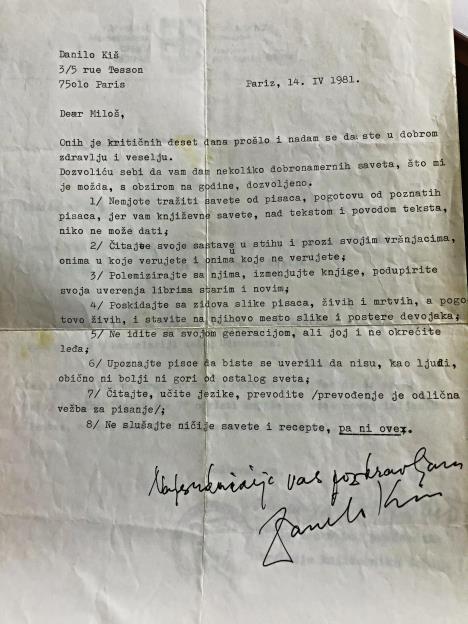 Danilo Kiš
3/5 rue Tesson
75olo Paris
Pariz, 14. IV 1981.
Dear Miloš,
Onih je kritičnih deset dana prošlo i nadam se da ste u dobrom
zdravlju i veselju.
Dozvoliću sebi da vam dam nekoliko dobronamernih saveta, što mi
je možda, s obzirom na godine, dozvoljeno.
1/ Nemjote tražiti savete od pisaca, pogotovu od poznatih
pisaca, jer vam književne savete, nad tekstom i povodom teksta,
niko ne može dati;
2/ Čitajte svoje sastave u stihu i prozi svojim vršnjacima,
onima u koje verujete i onima koje ne verujete;
3/ Polemizirajte sa njima, izmenjujte knjige, podupirite
svoja uverenja librima starim i novim;
4/ Poskidajte sa zidova slike pisaca, živih i mrtvih, a pogo
tovo živih, i stavite na njihovo mesto slike i postere devojaka;
5/ Ne idite sa svojom generacijom, ali joj i ne okrećite
leđa;
6/ Upoznajte pisce da biste se uverili da nisu, kao ljudi,
obično ni bolji ni gori od ostalog sveta;
7/ Čitajte, učite jezike, prevodite /prevođenje je odlična
vežba za pisanje/;
8/ Ne slušajte ničije savete i recepte, pa ni ove.
vas pozdravljam
Danilo Kiš